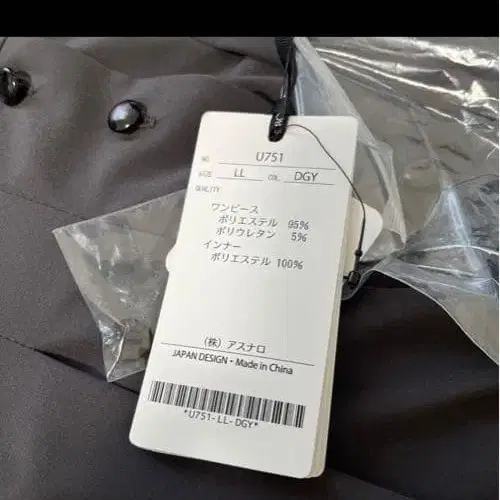 NO. U751
SIZE LL COL. DGY
QUALITY
ワンピース
ポリエステル 95%
ポリウレタン 5%
インナー
ポリエステル 100%
(株) アスナロ
JAPAN DESIGN・Made in China
*U751-LL-DGY*